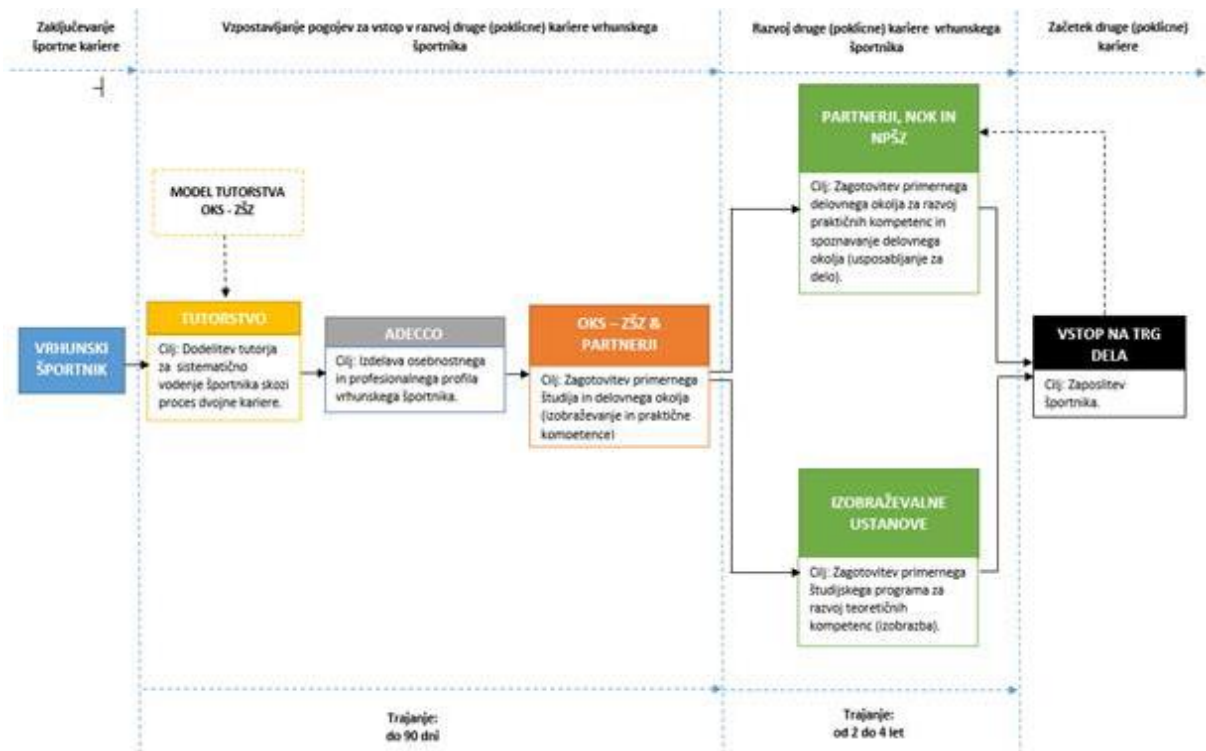 Zaključevanje
športne kariere
Vzpostavljanje pogojev za vstop v razvoj druge (poklicne) kariere vrhunskega
športnika
Razvoj druge (poklicne) kariere vrhunskega
športnika
Začetek druge (poklicne)
kariere
MODEL TUTORSTVA
OKS - ZŠZ
VRHUNSKI
ŠPORTNIK
TUTORSTVO
Cilj: Dodelitev tutorja
za sistematično
vodenje športnika skozi
proces dvojne kariere.
ADECCO
Cilj: Izdelava osebnostnega
in profesionalnega profila
vrhunskega športnika.
OKS – ZŠZ &
PARTNERJI
Cilj: Zagotovitev primernega
študija in delovnega okolja
(izobraževanje in praktične
kompetence)
PARTNERJI, NOK IN
NPŠZ
Cilj: Zagotovitev primernega
delovnega okolja za razvoj
praktičnih kompetenc in
spoznavanje delovnega
okolja (usposabljanje za
delo).
IZOBRAŽEVALNE
USTANOVE
Cilj: Zagotovitev primernega
študijskega programa za
razvoj teoretičnih
kompetenc (izobrazba).
VSTOP NA TRG
DELA
Cilj: Zaposlitev
športnika.
Trajanje:
do 90 dni
Trajanje:
od 2 do 4 let